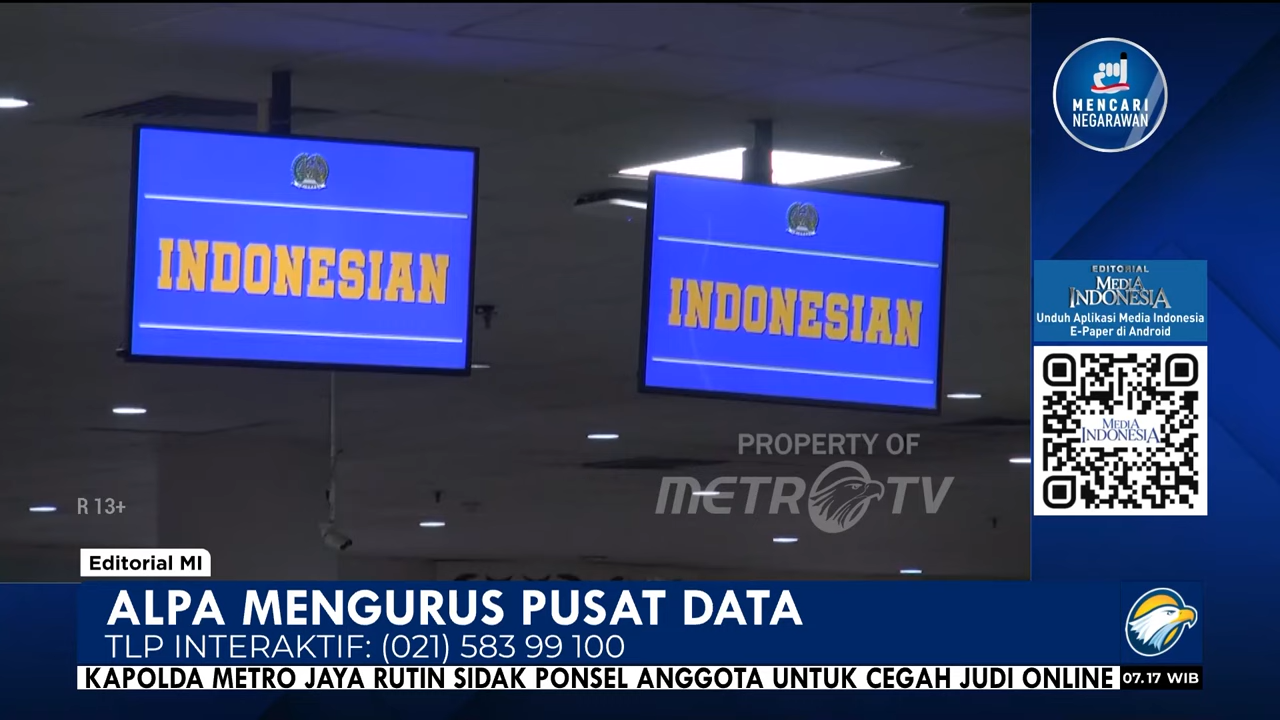 INDONESIAN
INDONESIAN
PROPERTY OF
METRO TV
R 13+
MENCARI
NEGARAWAN
EDITORIAL
MEDIA
INDONESIA
Unduh Aplikasi Media Indonesia
E-Paper di Android
MEDIA
INDONESIA
Editorial MI
ALPA MENGURUS PUSAT DATA
TLP INTERAKTIF: (021) 583 99 100
KAPOLDA METRO JAYA RUTIN SIDAK PONSEL ANGGOTA UNTUK CEGAH JUDI ONLINE
07.17 WIB